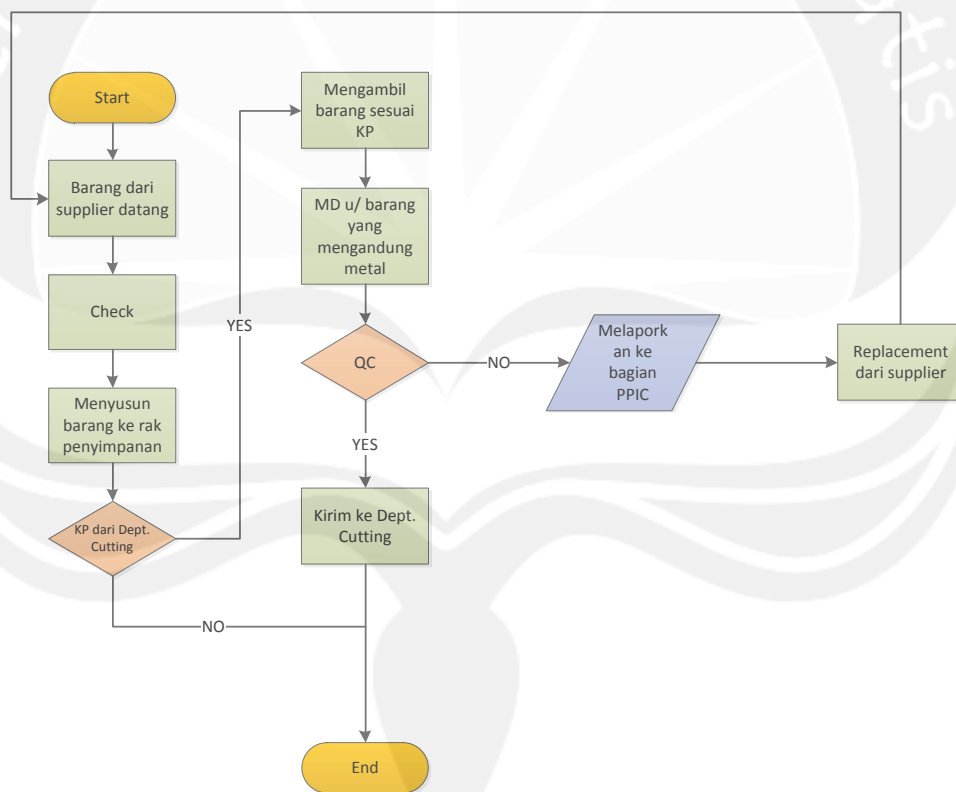 Start
Barang dari
supplier datang
Check
Menyusun
barang ke rak
penyimpanan
KP dari Dept.
Cutting
YES
NO
Mengambil
barang sesuai
KP
MD u/ barang
yang
mengandung
metal
QC
NO
Melapork
an ke
bagian
PPIC
Replacement
dari supplier
YES
Kirim ke Dept.
Cutting
End